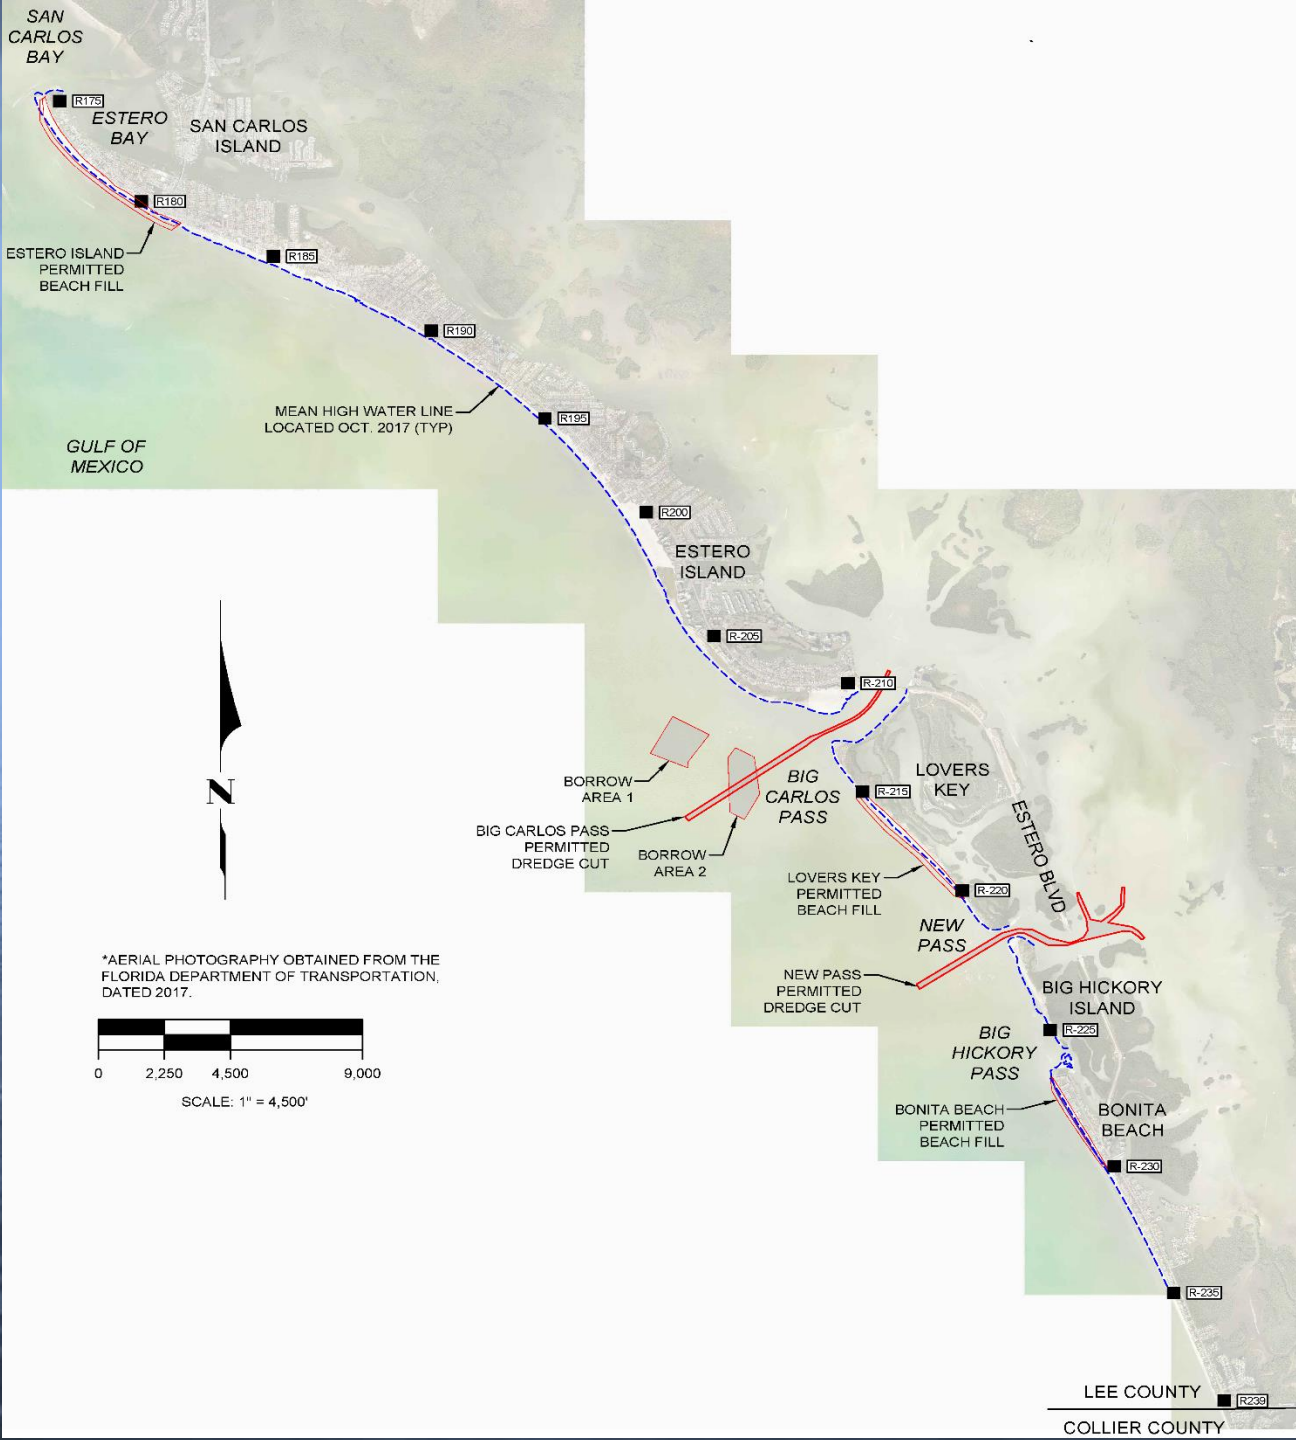 SAN
CARLOS
BAY
R175
ESTERO
BAY
SAN CARLOS
ISLAND
R180
ESTERO ISLAND
PERMITTED
BEACH FILL
R185
R190
MEAN HIGH WATER LINE
LOCATED OCT. 2017 (TYP)
R195
GULF OF
MEXICO
R200
ESTERO
ISLAND
R-205
R-210
BORROW
AREA 1
BIG
CARLOS
PASS
LOVERS
KEY
R-215
BIG CARLOS PASS
PERMITTED
DREDGE CUT
BORROW
AREA 2
ESTERO BLVD
LOVERS KEY
PERMITTED
BEACH FILL
R-220
NEW
PASS
N
NEW PASS
PERMITTED
DREDGE CUT
BIG HICKORY
ISLAND
*AERIAL PHOTOGRAPHY OBTAINED FROM THE
FLORIDA DEPARTMENT OF TRANSPORTATION,
DATED 2017.
R-225
BIG
HICKORY
PASS
0 2,250 4,500 9,000
SCALE: 1" = 4,500'
BONITA BEACH
PERMITTED
BEACH FILL
BONITA
BEACH
R-230
R-235
LEE COUNTY
R239
COLLIER COUNTY